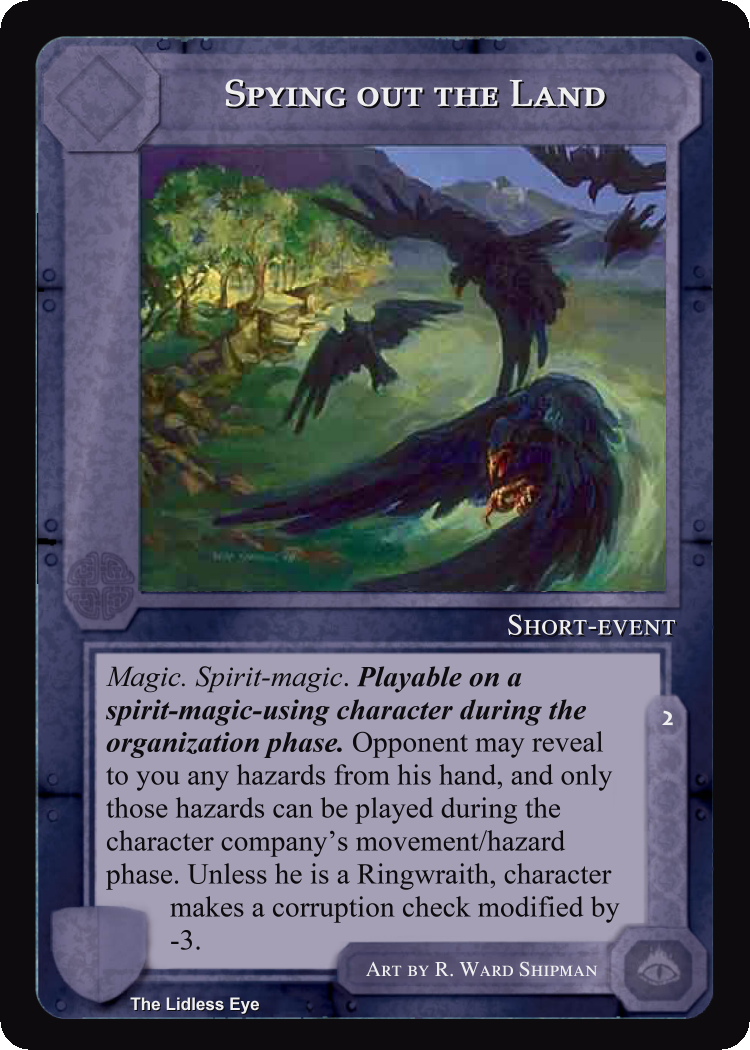 Spying out the Land
Short-event
Magic. Spirit-magic. Playable on a
spirit-magic-using character during the
organization phase. Opponent may reveal
to you any hazards from his hand, and only
those hazards can be played during the
character company's movement/hazard
phase. Unless he is a Ringwraith, character
makes a corruption check modified by
-3.
2
Art by R. Ward Shipman
The Lidless Eye